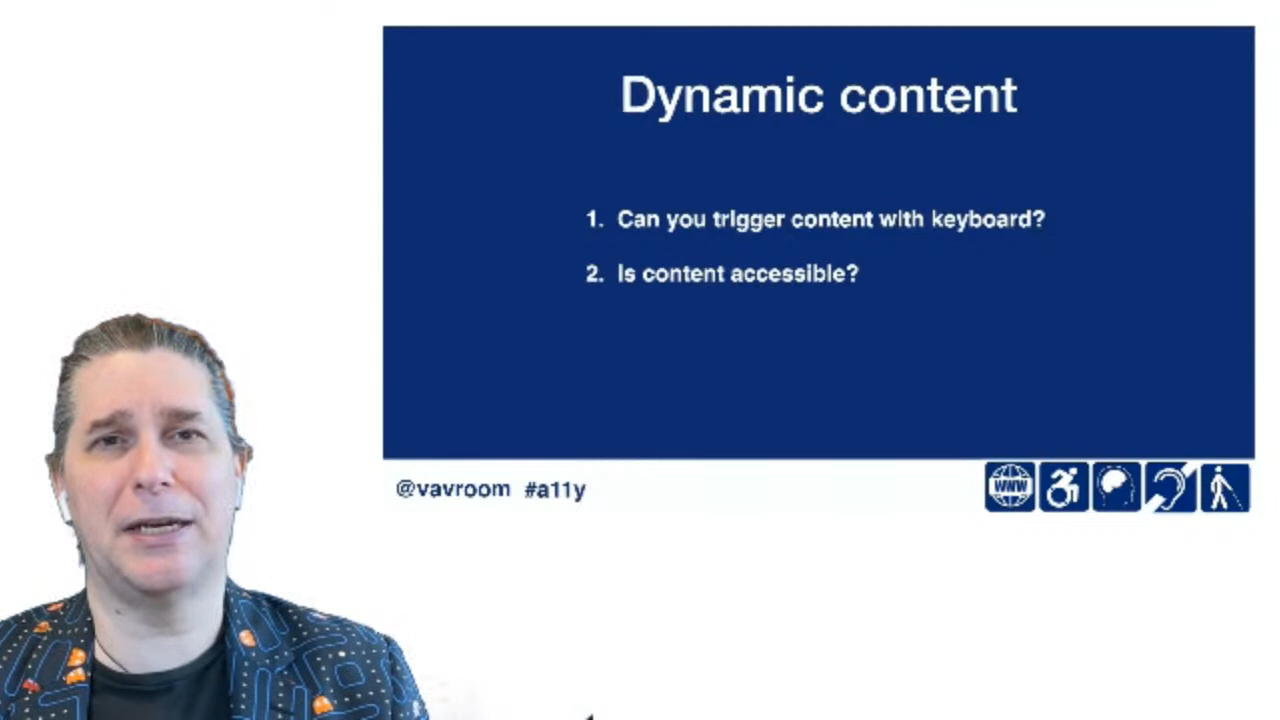 Dynamic content
1. Can you trigger content with keyboard?
2. Is content accessible?
@vavroom #a11y
www